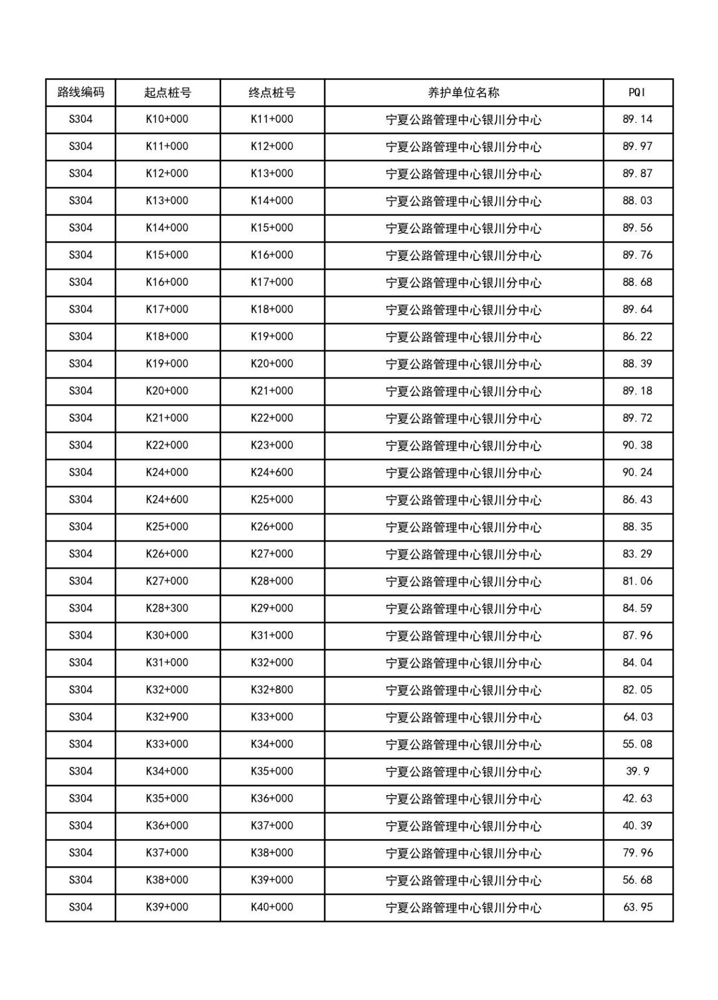 路线编码 起点桩号 终点桩号 养护单位名称 PQI
S304 K10+000 K11+000 宁夏公路管理中心银川分中心 89.14
S304 K11+000 K12+000 宁夏公路管理中心银川分中心 89.97
S304 K12+000 K13+000 宁夏公路管理中心银川分中心 89.87
S304 K13+000 K14+000 宁夏公路管理中心银川分中心 88.03
S304 K14+000 K15+000 宁夏公路管理中心银川分中心 89.56
S304 K15+000 K16+000 宁夏公路管理中心银川分中心 89.76
S304 K16+000 K17+000 宁夏公路管理中心银川分中心 88.68
S304 K17+000 K18+000 宁夏公路管理中心银川分中心 89.64
S304 K18+000 K19+000 宁夏公路管理中心银川分中心 86.22
S304 K19+000 K20+000 宁夏公路管理中心银川分中心 88.39
S304 K20+000 K21+000 宁夏公路管理中心银川分中心 89.18
S304 K21+000 K22+000 宁夏公路管理中心银川分中心 89.72
S304 K22+000 K23+000 宁夏公路管理中心银川分中心 90.38
S304 K24+000 K24+600 宁夏公路管理中心银川分中心 90.24
S304 K24+600 K25+000 宁夏公路管理中心银川分中心 86.43
S304 K25+000 K26+000 宁夏公路管理中心银川分中心 88.35
S304 K26+000 K27+000 宁夏公路管理中心银川分中心 83.29
S304 K27+000 K28+000 宁夏公路管理中心银川分中心 81.06
S304 K28+300 K29+000 宁夏公路管理中心银川分中心 84.59
S304 K30+000 K31+000 宁夏公路管理中心银川分中心 87.96
S304 K31+000 K32+000 宁夏公路管理中心银川分中心 84.04
S304 K32+000 K32+800 宁夏公路管理中心银川分中心 82.05
S304 K32+900 K33+000 宁夏公路管理中心银川分中心 64.03
S304 K33+000 K34+000 宁夏公路管理中心银川分中心 55.08
S304 K34+000 K35+000 宁夏公路管理中心银川分中心 39.9
S304 K35+000 K36+000 宁夏公路管理中心银川分中心 42.63
S304 K36+000 K37+000 宁夏公路管理中心银川分中心 40.39
S304 K37+000 K38+000 宁夏公路管理中心银川分中心 79.96
S304 K38+000 K39+000 宁夏公路管理中心银川分中心 56.68
S304 K39+000 K40+000 宁夏公路管理中心银川分中心 63.95